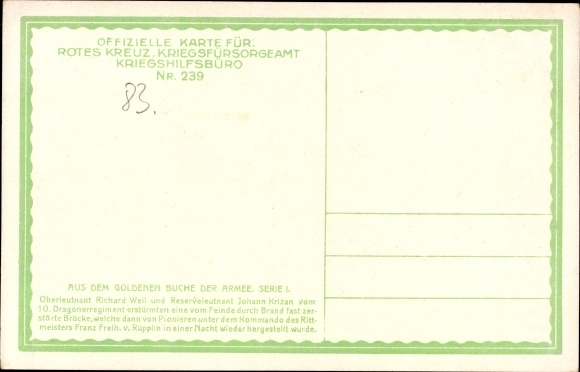 OFFIZIELLE KARTE FÜR:
ROTES KREUZ, KRIEGSFÜRSORGEAMT
KRIEGSHILFSBÜRO
NR. 239
83.
AUS DEM GOLDENEN BUCHE DER ARMEE, SERIE I.
Oberleutnant Richard Weil und Reserveleutnant Johann Križan vom
10. Dragonerregiment erstürmten eine vom Feinde durch Brand fast zer-
störte Brücke, welche dann von Pionieren unter dem Kommando des Ritt-
meisters Franz Freih. v. Rüpplin in einer Nacht wieder hergestellt wurde.